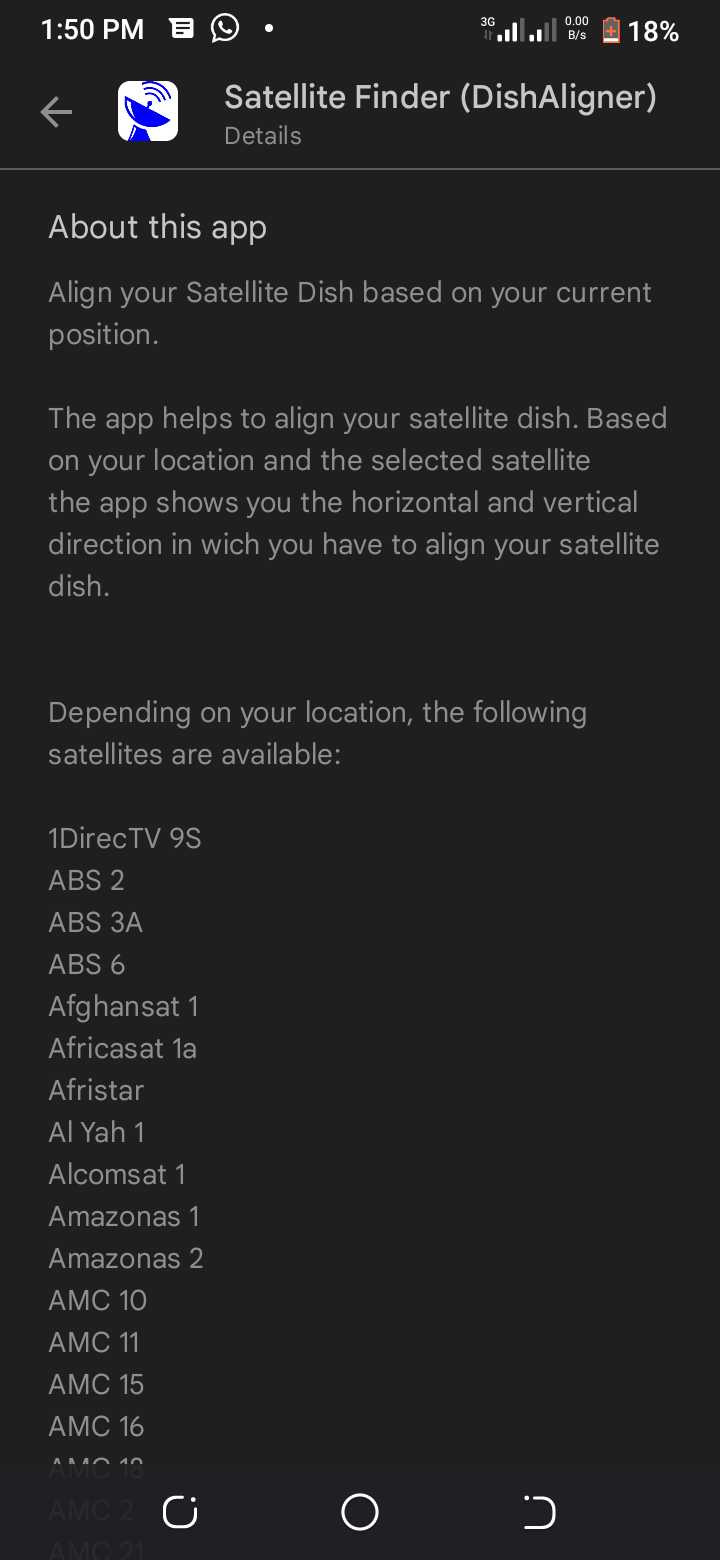 1:50 PM
3G
0.00
B/s
18%
Satellite Finder (DishAligner)
Details
About this app
Align your Satellite Dish based on your current
position.
The app helps to align your satellite dish. Based
on your location and the selected satellite
the app shows you the horizontal and vertical
direction in wich you have to align your satellite
dish.
Depending on your location, the following
satellites are available:
1DirecTV 9S
ABS 2
ABS 3A
ABS 6
Afghansat 1
Africasat 1a
Afristar
Al Yah 1
Alcomsat 1
Amazonas 1
Amazonas 2
AMC 10
AMC 11
AMC 15
AMC 16
AMC 18
AMC 2
AMC 21